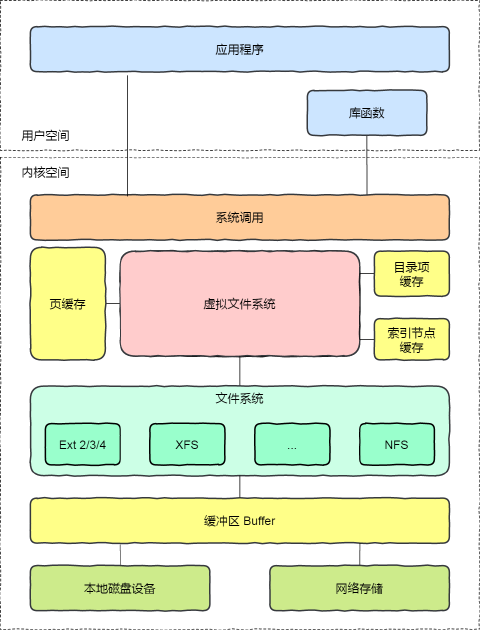 应用程序
库函数
用户空间
内核空间
系统调用
页缓存
虚拟文件系统
目录项
缓存
索引节点
缓存
文件系统
Ext 2/3/4
XFS
...
NFS
缓冲区 Buffer
本地磁盘设备
网络存储